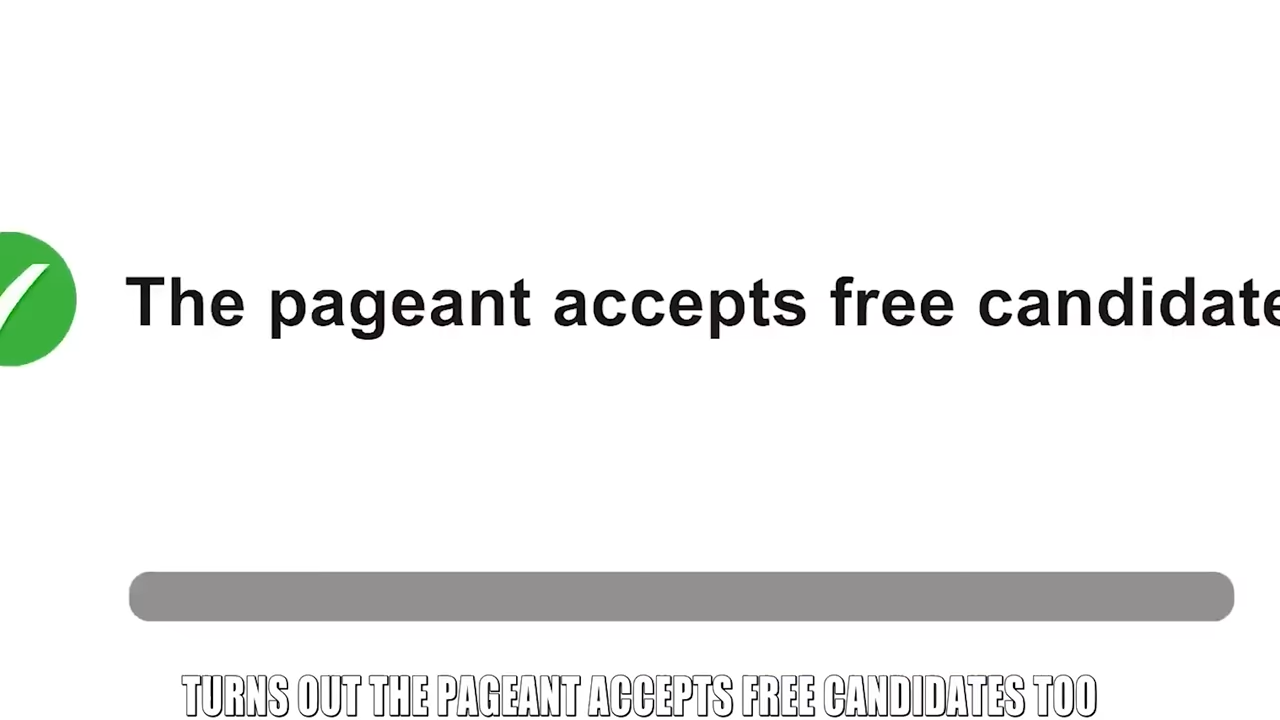 The pageant accepts free candidate
TURNS OUT THE PAGEANT ACCEPTS FREE CANDIDATES TOO